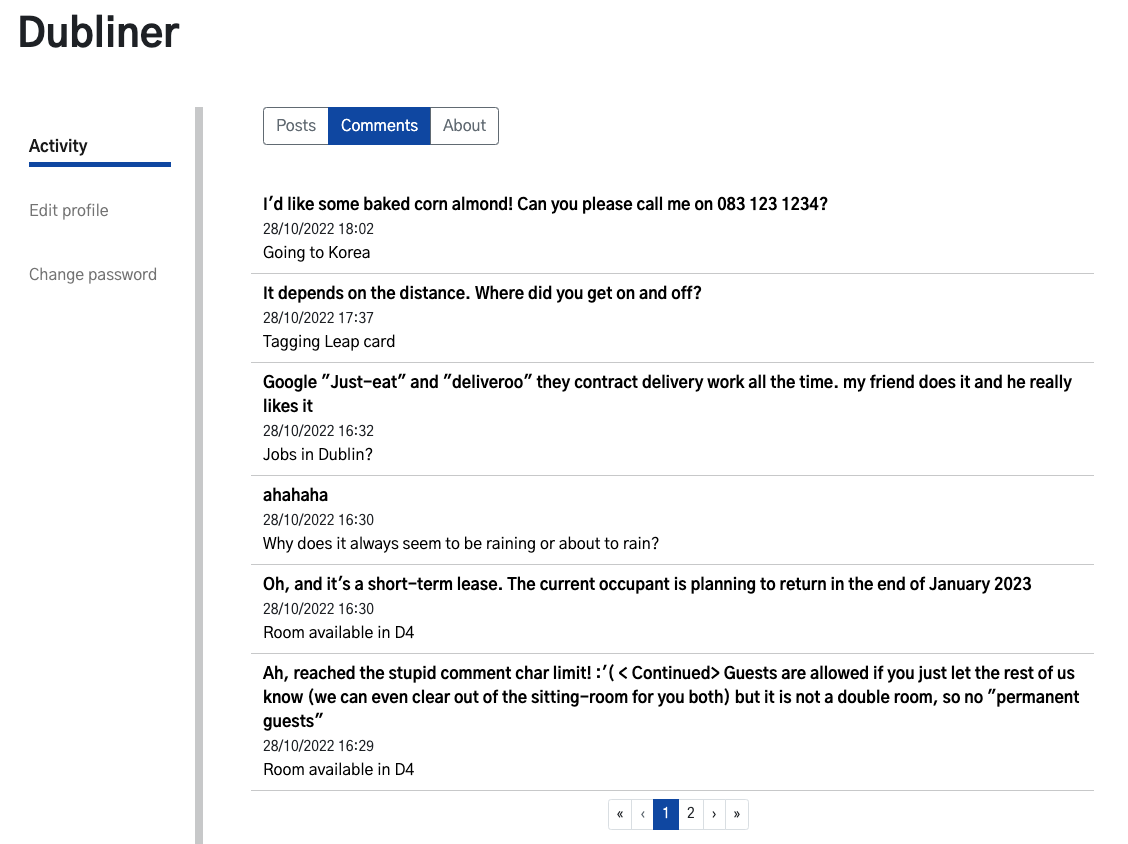 Dubliner
Activity
Edit profile
Change password
Posts Comments About
I'd like some baked corn almond! Can you please call me on 083 123 1234?
28/10/2022 18:02
Going to Korea
It depends on the distance. Where did you get on and off?
28/10/2022 17:37
Tagging Leap card
Google "Just-eat" and "deliveroo" they contract delivery work all the time. my friend does it and he really
likes it
28/10/2022 16:32
Jobs in Dublin?
ahahaha
28/10/2022 16:30
Why does it always seem to be raining or about to rain?
Oh, and it's a short-term lease. The current occupant is planning to return in the end of January 2023
28/10/2022 16:30
Room available in D4
Ah, reached the stupid comment char limit! :'( < Continued> Guests are allowed if you just let the rest of us
know (we can even clear out of the sitting-room for you both) but it is not a double room, so no "permanent
guests"
28/10/2022 16:29
Room available in D4
« ‹ 1 2 › »